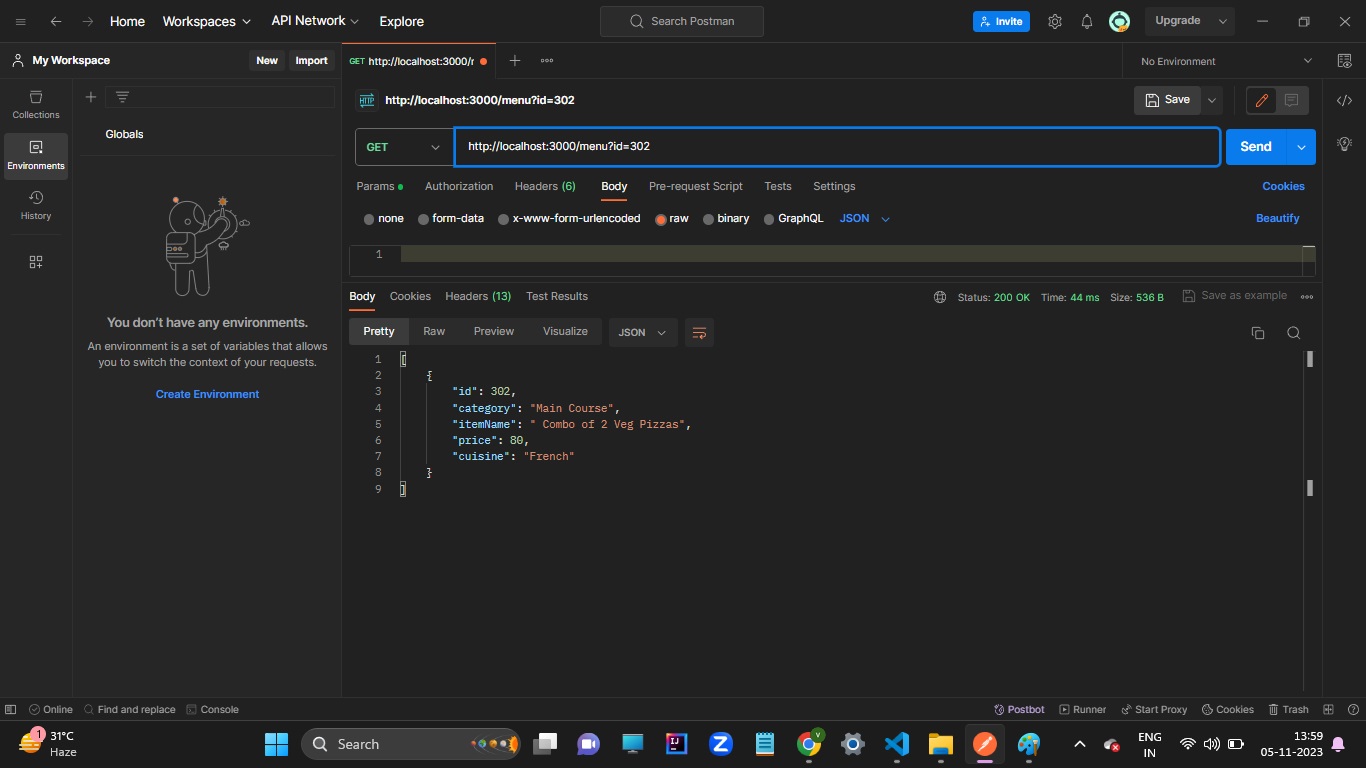 Home Workspaces API Network Explore Search Postman Invite Upgrade
My Workspace New Import GET http://localhost:3000/r No Environment
Collections
Globals
http://localhost:3000/menu?id=302 Save
Environments
GET http://localhost:3000/menu?id=302 Send
History
Params Authorization Headers (6) Body Pre-request Script Tests Settings Cookies
none form-data x-www-form-urlencoded raw binary GraphQL JSON Beautify
1
Body Cookies Headers (13) Test Results Status: 200 OK Time: 44 ms Size: 536 B Save as example
Pretty Raw Preview Visualize JSON
You don't have any environments.
An environment is a set of variables that allows
you to switch the context of your requests.
Create Environment
1 [
2 {
3 "id": 302,
4 "category": "Main Course",
5 "itemName": " Combo of 2 Veg Pizzas",
6 "price": 80,
7 "cuisine": "French"
8 }
9 ]
Online Find and replace Console Postbot Runner Start Proxy Cookies Trash
1 31°C
Haze
Search
ENG
IN
13:59
05-11-2023